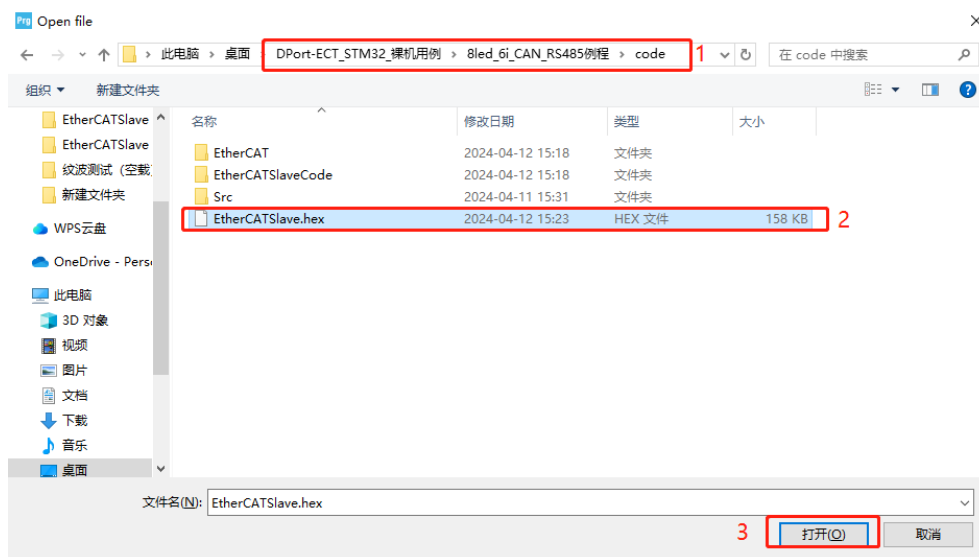 Prg Open file
此电脑 › 桌面 › DPort-ECT_STM32_裸机用例 › 8led_6i_CAN_RS485例程 › code 1 在 code 中搜索
组织 新建文件夹
EtherCATSlave 名称 修改日期 类型 大小
EtherCATSlave EtherCAT 2024-04-12 15:18 文件夹
纹波测试（空载 EtherCATSlaveCode 2024-04-12 15:18 文件夹
新建文件夹 Src 2024-04-11 15:31 文件夹
EtherCATSlave.hex 2024-04-12 15:23 HEX 文件 158 KB 2
WPS云盘
OneDrive - Pers
此电脑
3D 对象
视频
图片
文档
下载
音乐
桌面
文件名(N): EtherCATSlave.hex
3 打开(O) 取消